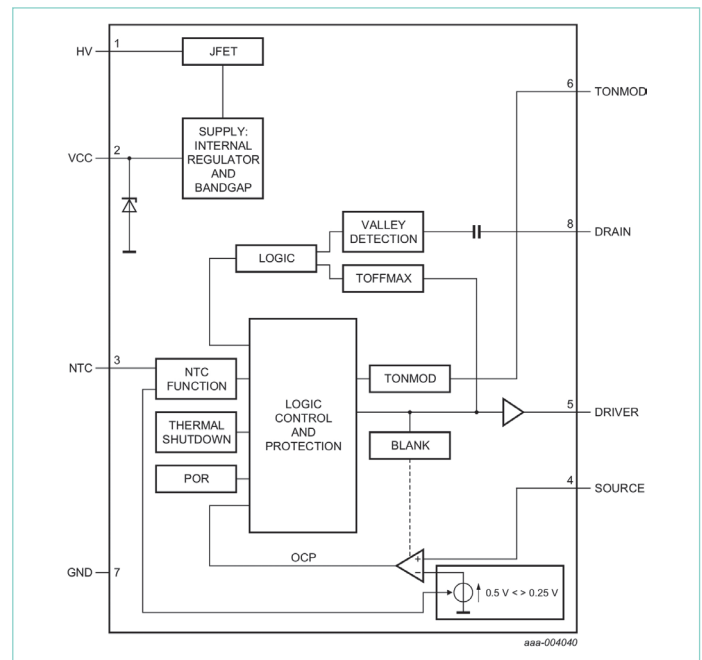 HV
1
JFET
6
TONMOD
SUPPLY:
INTERNAL
REGULATOR
AND
BANDGAP
VCC
2
VALLEY
DETECTION
8
DRAIN
LOGIC
TOFFMAX
NTC
3
NTC
FUNCTION
TONMOD
LOGIC
CONTROL
AND
PROTECTION
5
DRIVER
THERMAL
SHUTDOWN
BLANK
POR
4
SOURCE
OCP
+
−
GND
7
0.5 V < > 0.25 V
aaa-004040